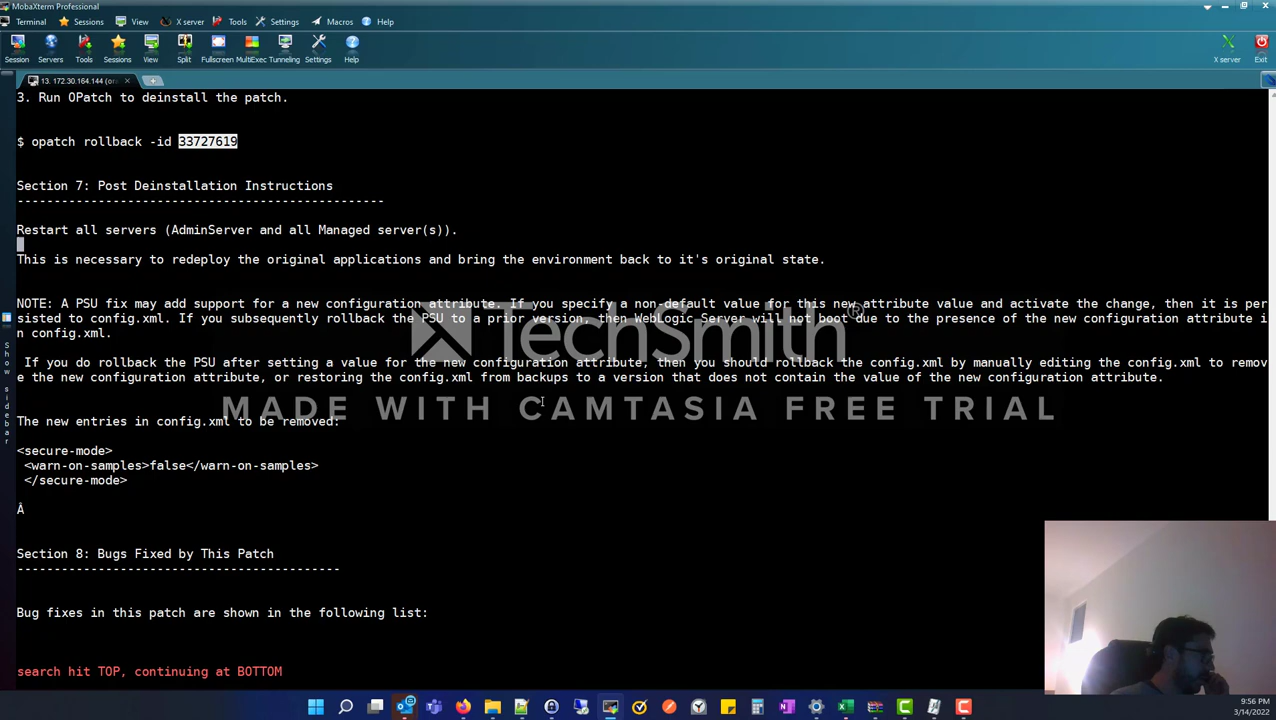 MobaXterm Professional
Terminal Sessions View X server Tools Settings Macros Help
Session Servers Tools Sessions View Split Fullscreen MultiExec Tunneling Settings Help X server Exit
13. 172.30.164.144 (or
3. Run OPatch to deinstall the patch.
$ opatch rollback -id 33727619
Section 7: Post Deinstallation Instructions
--------------------------------------------------
Restart all servers (AdminServer and all Managed server(s)).
This is necessary to redeploy the original applications and bring the environment back to it's original state.
NOTE: A PSU fix may add support for a new configuration attribute. If you specify a non-default value for this new attribute value and activate the change, then it is per
sisted to config.xml. If you subsequently rollback the PSU to a prior version, then WebLogic Server will not boot due to the presence of the new configuration attribute i
n config.xml.
If you do rollback the PSU after setting a value for the new configuration attribute, then you should rollback the config.xml by manually editing the config.xml to remov
e the new configuration attribute, or restoring the config.xml from backups to a version that does not contain the value of the new configuration attribute.
TechSmith®
MADE WITH CAMTASIA FREE TRIAL
The new entries in config.xml to be removed:
<secure-mode>
<warn-on-samples>false</warn-on-samples>
</secure-mode>
Â
Section 8: Bugs Fixed by This Patch
--------------------------------------------
Bug fixes in this patch are shown in the following list:
search hit TOP, continuing at BOTTOM
Show sidebar
9:56 PM
3/14/2022